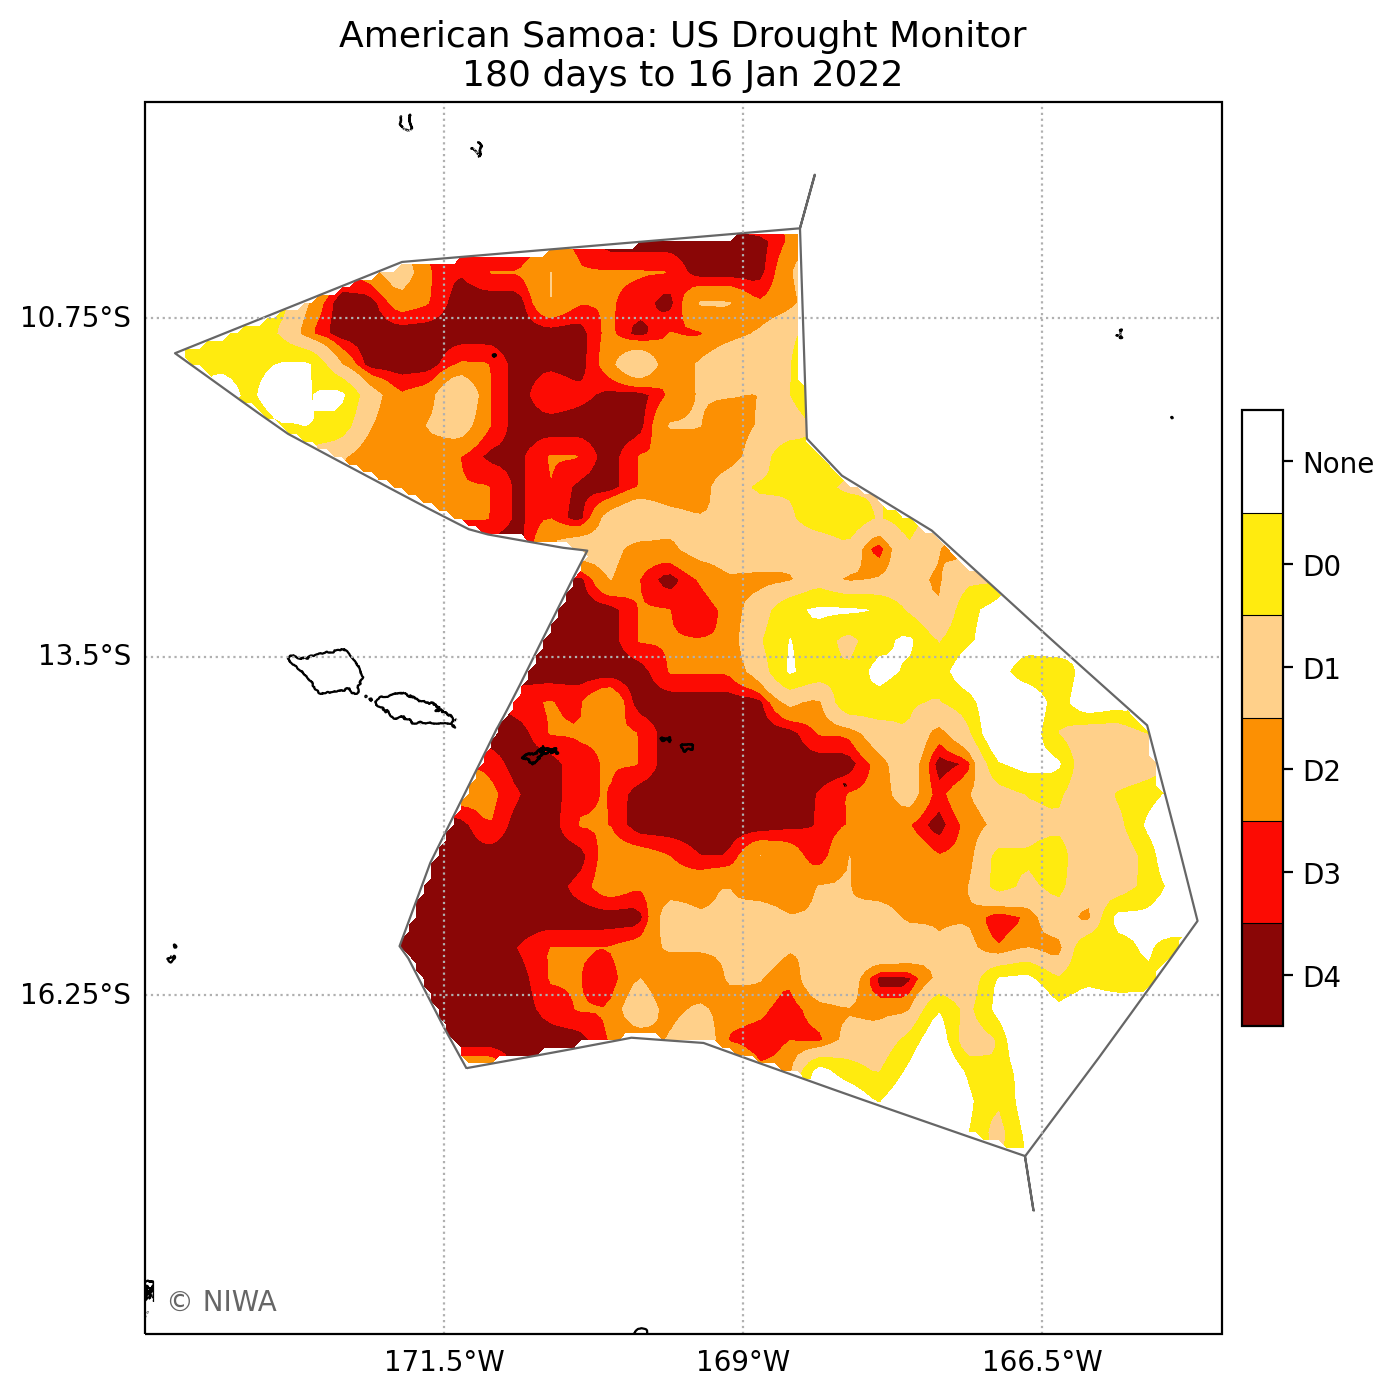 American Samoa: US Drought Monitor
180 days to 16 Jan 2022
10.75°S
13.5°S
16.25°S
171.5°W
169°W
166.5°W
None
D0
D1
D2
D3
D4
© NIWA